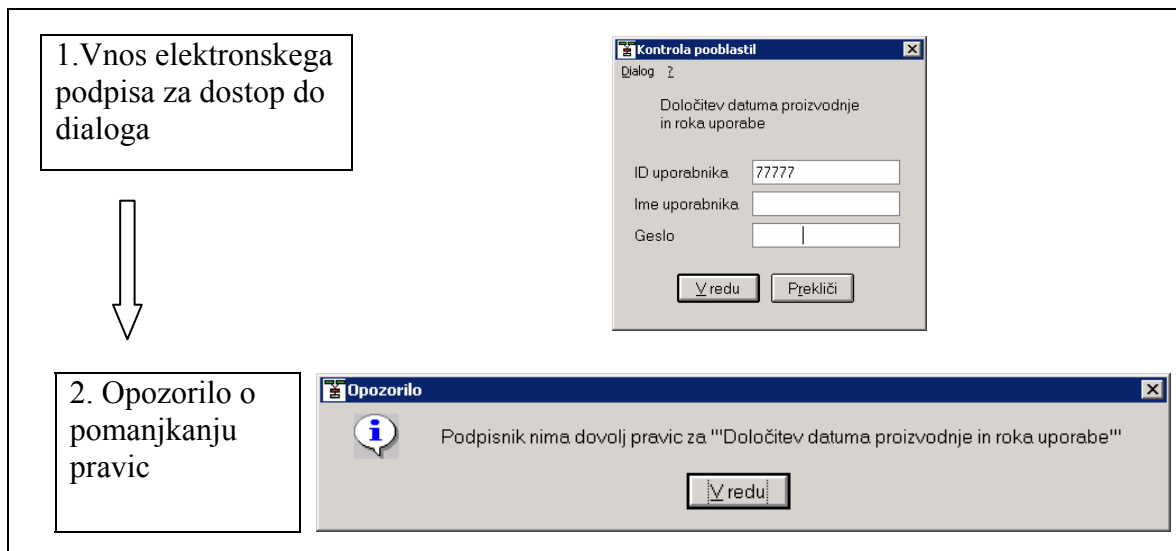 1.Vnos elektronskega
podpisa za dostop do
dialoga
Kontrola pooblastil
Dialog ?
Določitev datuma proizvodnje
in roka uporabe
ID uporabnika 77777
Ime uporabnika
Geslo
V redu Prekliči
2. Opozorilo o
pomanjkanju
pravic
Opozorilo
Podpisnik nima dovolj pravic za '"Določitev datuma proizvodnje in roka uporabe"'
V redu